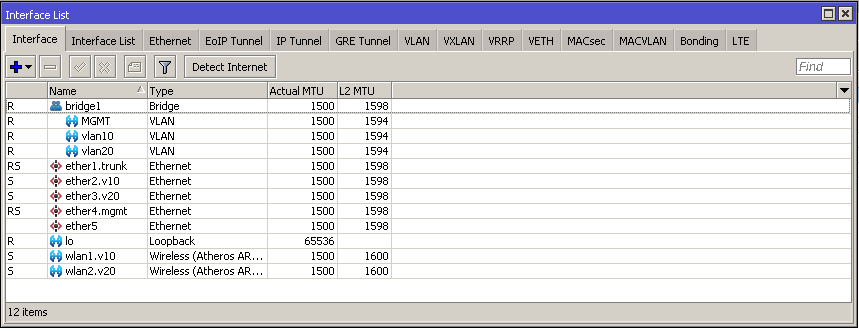 Interface List
Interface Interface List Ethernet EoIP Tunnel IP Tunnel GRE Tunnel VLAN VXLAN VRRP VETH MACsec MACVLAN Bonding LTE
Detect Internet Find
Name Type Actual MTU L2 MTU
R bridge1 Bridge 1500 1598
R MGMT VLAN 1500 1594
R vlan10 VLAN 1500 1594
R vlan20 VLAN 1500 1594
RS ether1.trunk Ethernet 1500 1598
S ether2.v10 Ethernet 1500 1598
S ether3.v20 Ethernet 1500 1598
RS ether4.mgmt Ethernet 1500 1598
ether5 Ethernet 1500 1598
R lo Loopback 65536
S wlan1.v10 Wireless (Atheros AR... 1500 1600
S wlan2.v20 Wireless (Atheros AR... 1500 1600
12 items